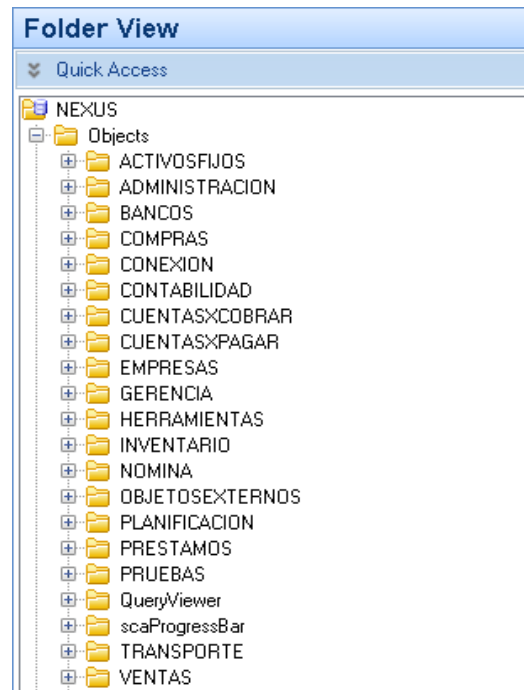 Folder View
Quick Access
NEXUS
Objects
ACTIVOSFIJOS
ADMINISTRACION
BANCOS
COMPRAS
CONEXION
CONTABILIDAD
CUENTASXCOBRAR
CUENTASXPAGAR
EMPRESAS
GERENCIA
HERRAMIENTAS
INVENTARIO
NOMINA
OBJETOSEXTERNOS
PLANIFICACION
PRESTAMOS
PRUEBAS
QueryViewer
scaProgressBar
TRANSPORTE
VENTAS